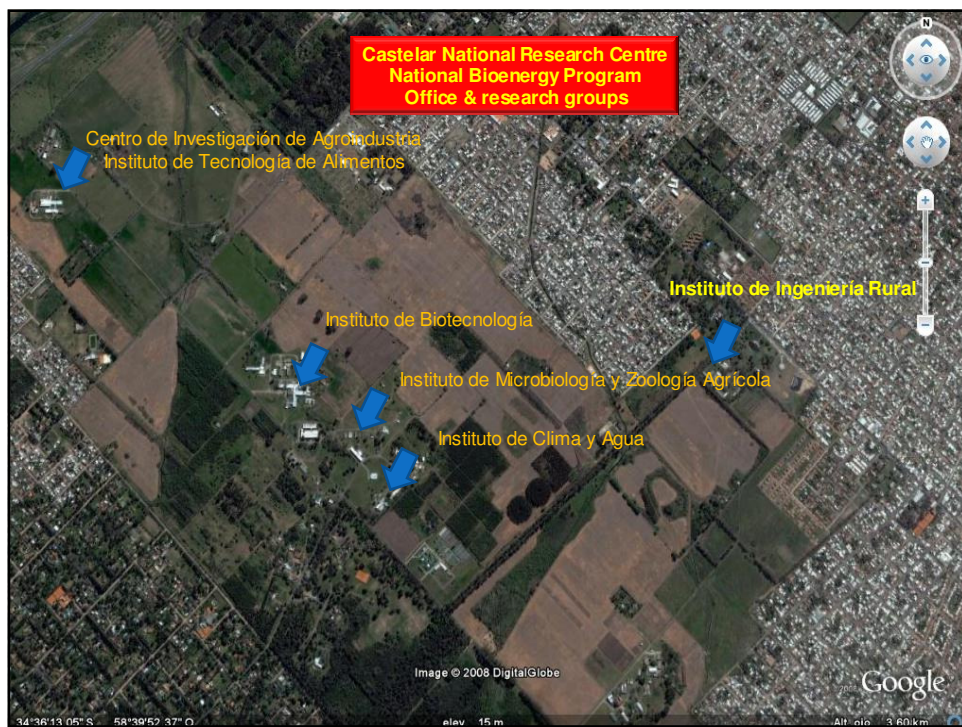 Castelar National Research Centre
National Bioenergy Program
Office & research groups
N
Centro de Investigación de Agroindustria
Instituto de Tecnología de Alimentos
Instituto de Ingeniería Rural
Instituto de Biotecnología
Instituto de Microbiología y Zoología Agrícola
Instituto de Clima y Agua
Image © 2008 DigitalGlobe
Google
34°36'13.05" S 58°39'52.37" O elev 15 m Alt. ojo 3.60 km